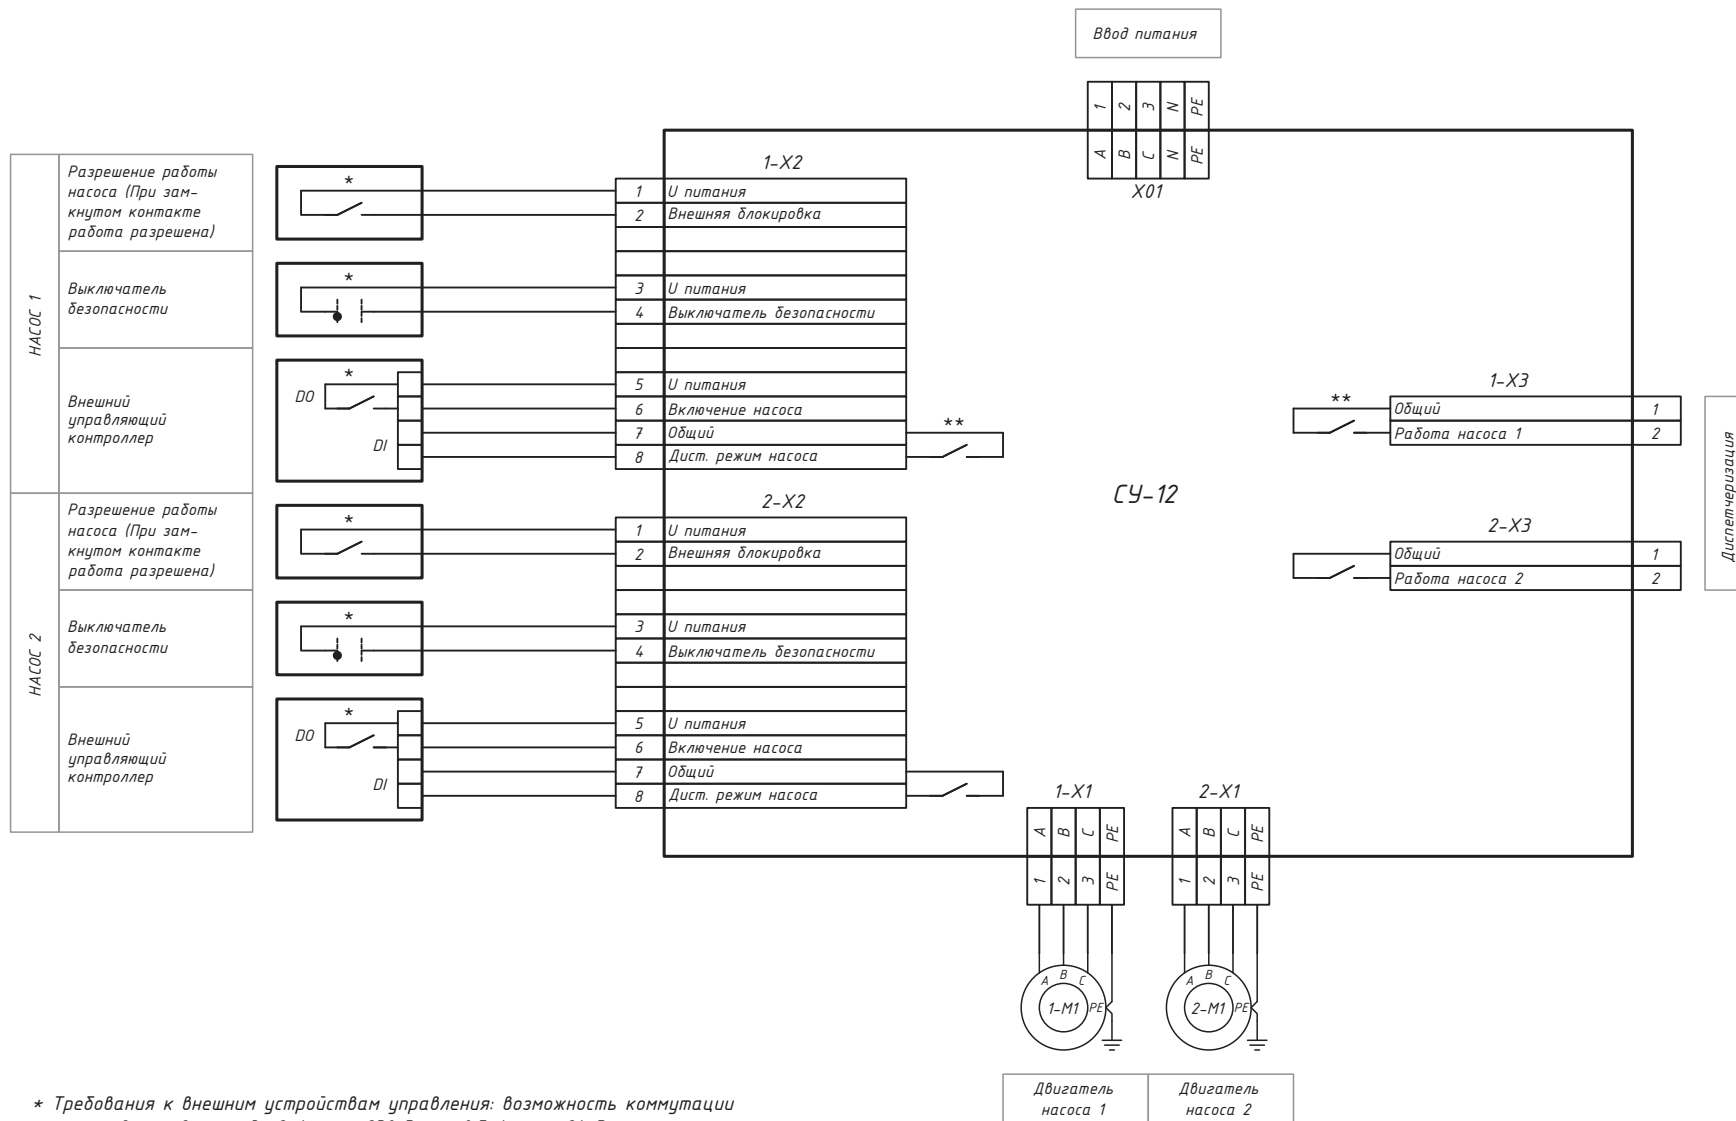 Ввод питания
1 2 3 N PE
A B C N PE
X01
НАСОС 1
Разрешение работы
насоса (При зам-
кнутом контакте
работа разрешена)
Выключатель
безопасности
Внешний
управляющий
контроллер
*
*
DO *
DI
1-X2
1 U питания
2 Внешняя блокировка
3 U питания
4 Выключатель безопасности
5 U питания
6 Включение насоса
7 Общий
8 Дист. режим насоса
**
НАСОС 2
Разрешение работы
насоса (При зам-
кнутом контакте
работа разрешена)
Выключатель
безопасности
Внешний
управляющий
контроллер
*
*
DO *
DI
2-X2
1 U питания
2 Внешняя блокировка
3 U питания
4 Выключатель безопасности
5 U питания
6 Включение насоса
7 Общий
8 Дист. режим насоса
СУ-12
1-X3
**
Общий 1
Работа насоса 1 2
2-X3
Общий 1
Работа насоса 2 2
Диспетчеризация
1-X1
A B C PE
1 2 3 PE
A B C
1-M1 PE
2-X1
A B C PE
1 2 3 PE
A B C
2-M1 PE
Двигатель
насоса 1
Двигатель
насоса 2
* Требования к внешним устройствам управления: возможность коммутации